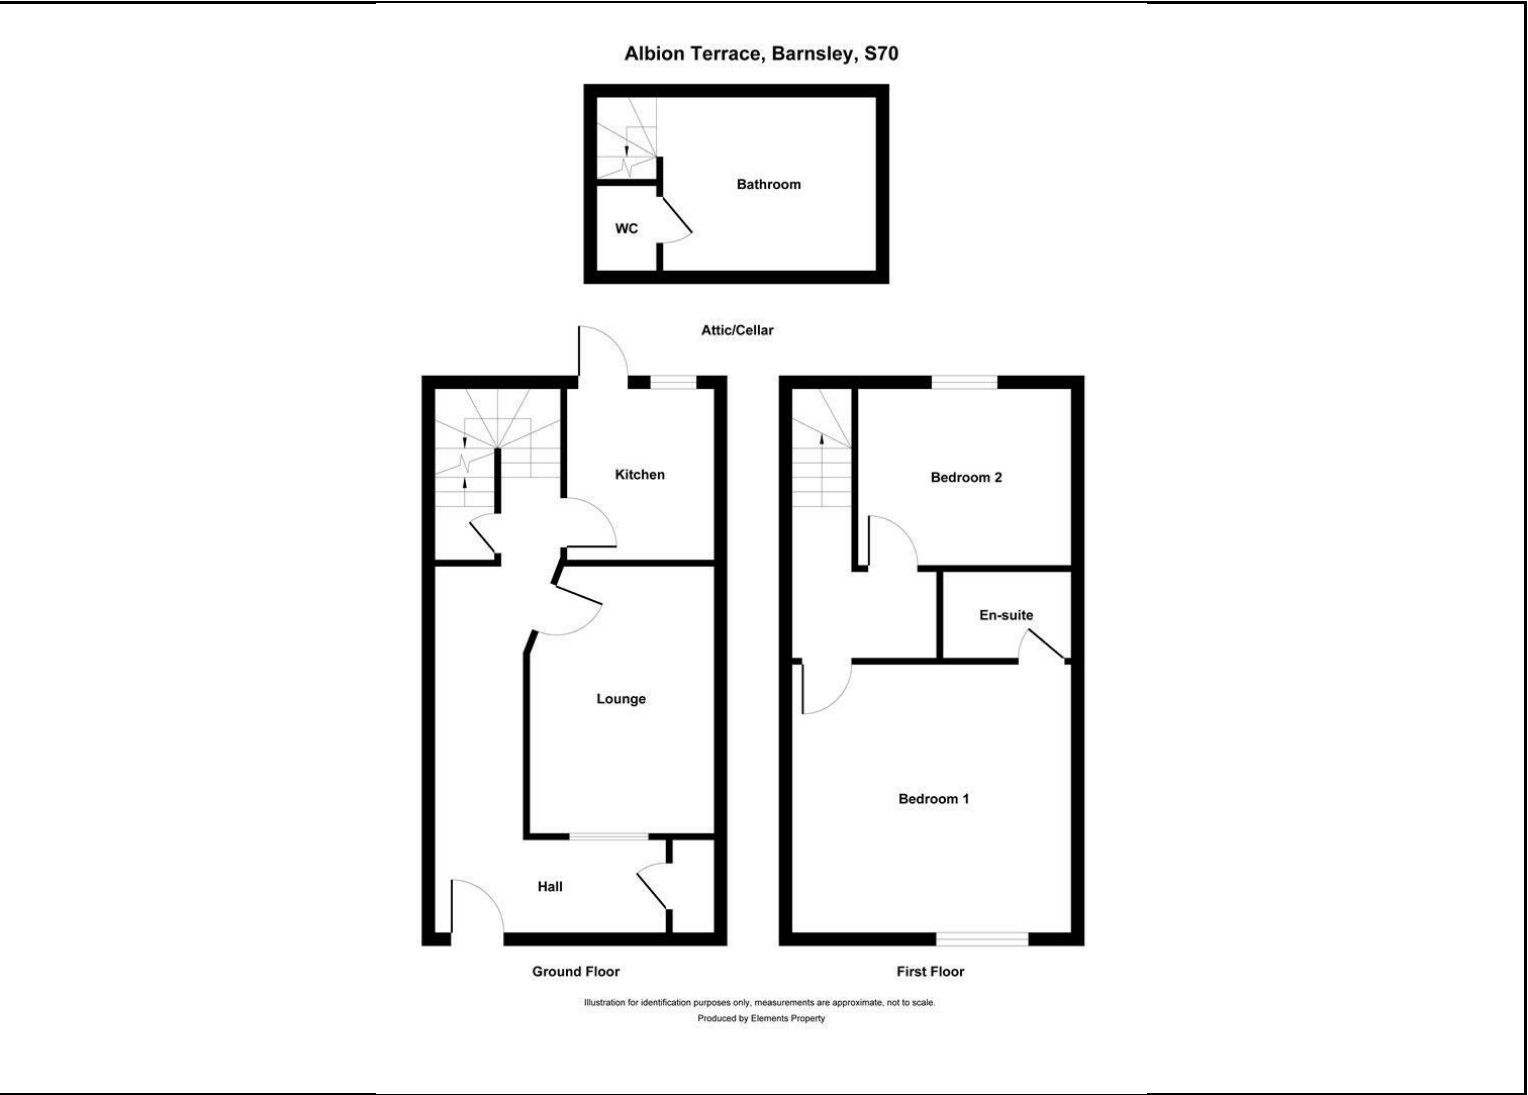 Albion Terrace, Barnsley, S70
Bathroom
WC
Attic/Cellar
Kitchen
Lounge
Hall
Ground Floor
Bedroom 2
En-suite
Bedroom 1
First Floor
Illustration for identification purposes only, measurements are approximate, not to scale.
Produced by Elements Property